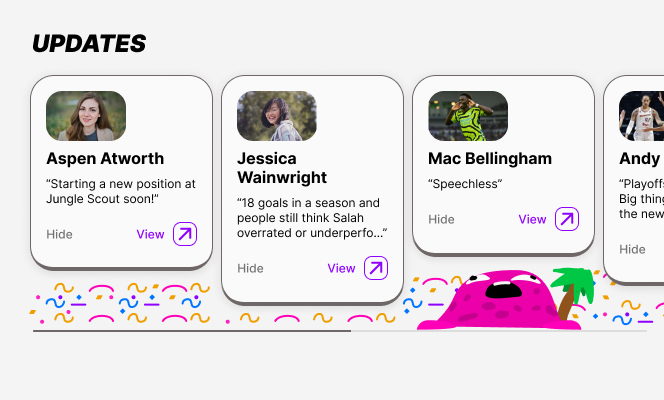 UPDATES
Aspen Atworth
“Starting a new position at
Jungle Scout soon!”
Hide
View
Jessica
Wainwright
“18 goals in a season and
people still think Salah
overrated or underperfo...”
Hide
View
Mac Bellingham
“Speechless”
Hide
View
Andy
“Playoffs
Big thing
the new
Hide